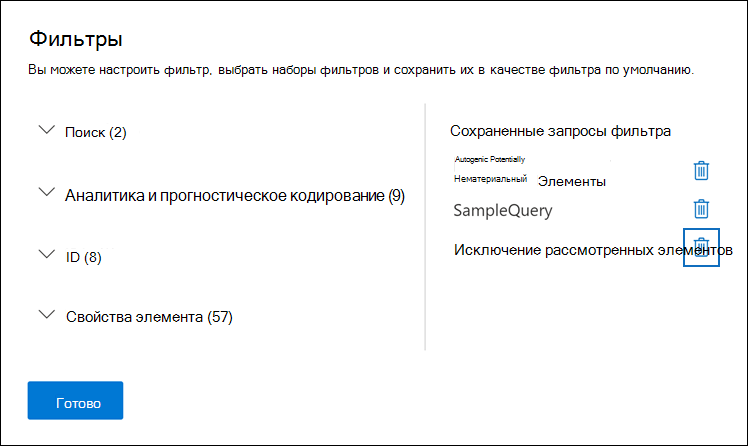 Фильтры
Вы можете настроить фильтр, выбрать наборы фильтров и сохранить их в качестве фильтра по умолчанию.
Поиск (2)
Аналитика и прогностическое кодирование (9)
ID (8)
Свойства элемента (57)
Сохраненные запросы фильтра
Autogenic Potentially
Нематериальный Элементы
SampleQuery
Исключение рассмотренных элементов
Готово